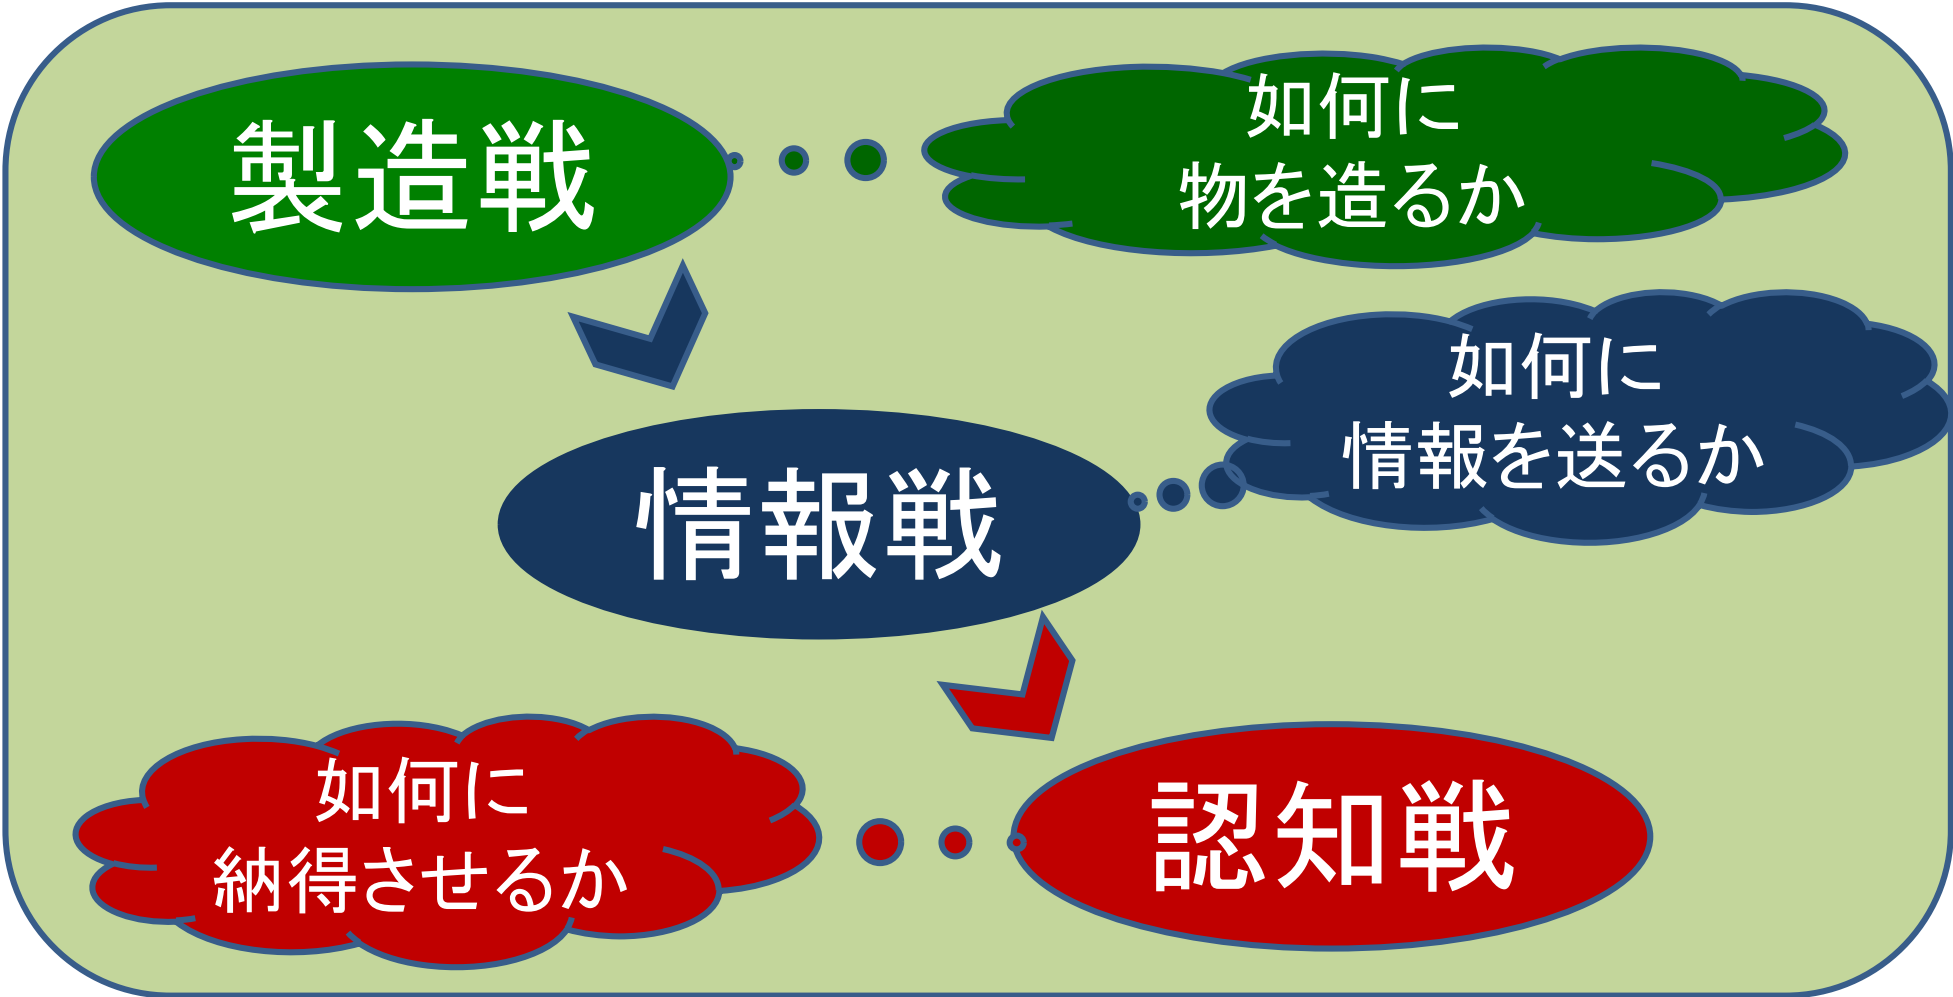 製造戦
如何に
物を造るか
如何に
情報を送るか
情報戦
如何に
納得させるか
認知戦